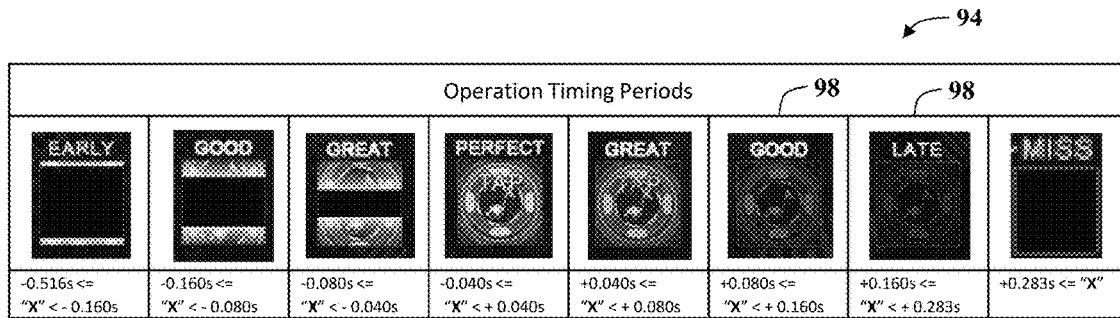 94
Operation Timing Periods
98
98
EARLY
GOOD
GREAT
PERFECT
GREAT
GOOD
LATE
MISS
TAP
TAP
-0.516s <=
"X" < - 0.160s
-0.160s <=
"X" < - 0.080s
-0.080s <=
"X" < - 0.040s
-0.040s <=
"X" < + 0.040s
+0.040s <=
"X" < + 0.080s
+0.080s <=
"X" < + 0.160s
+0.160s <=
"X" < + 0.283s
+0.283s <= "X"